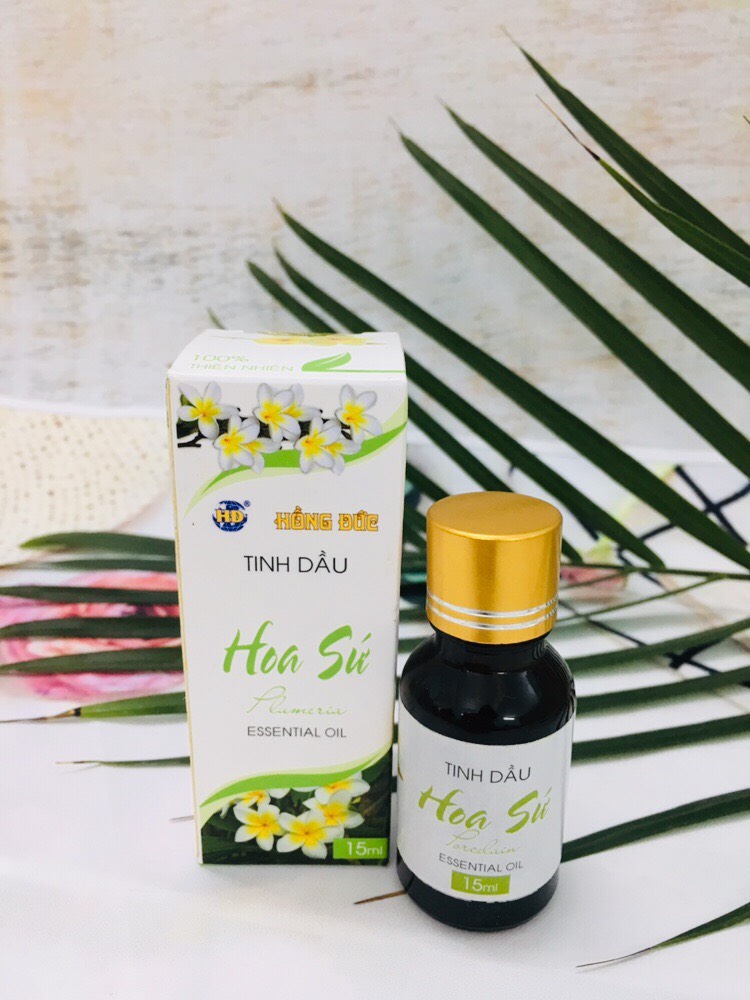 100%
THIÊN NHIÊN
HĐ®
HỒNG ĐỨC
TINH DẦU
Hoa Sứ
Plumeria
ESSENTIAL OIL
15ml
TINH DẦU
Hoa Sứ
Porcelain
ESSENTIAL OIL
15ml